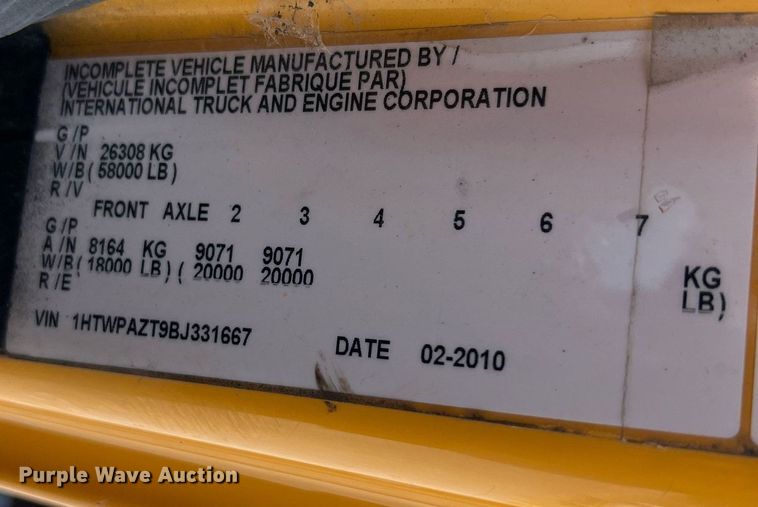 INCOMPLETE VEHICLE MANUFACTURED BY /
(VEHICULE INCOMPLET FABRIQUE PAR)
INTERNATIONAL TRUCK AND ENGINE CORPORATION
G /P
V / N 26308 KG
W/B ( 58000 LB )
R / V
FRONT AXLE 2 3 4 5 6 7
G /P
A / N 8164 KG 9071 9071 KG
W/B( 18000 LB ) ( 20000 20000 LB)
R /E
VIN 1HTWPAZT9BJ331667 DATE 02-2010
Purple Wave Auction